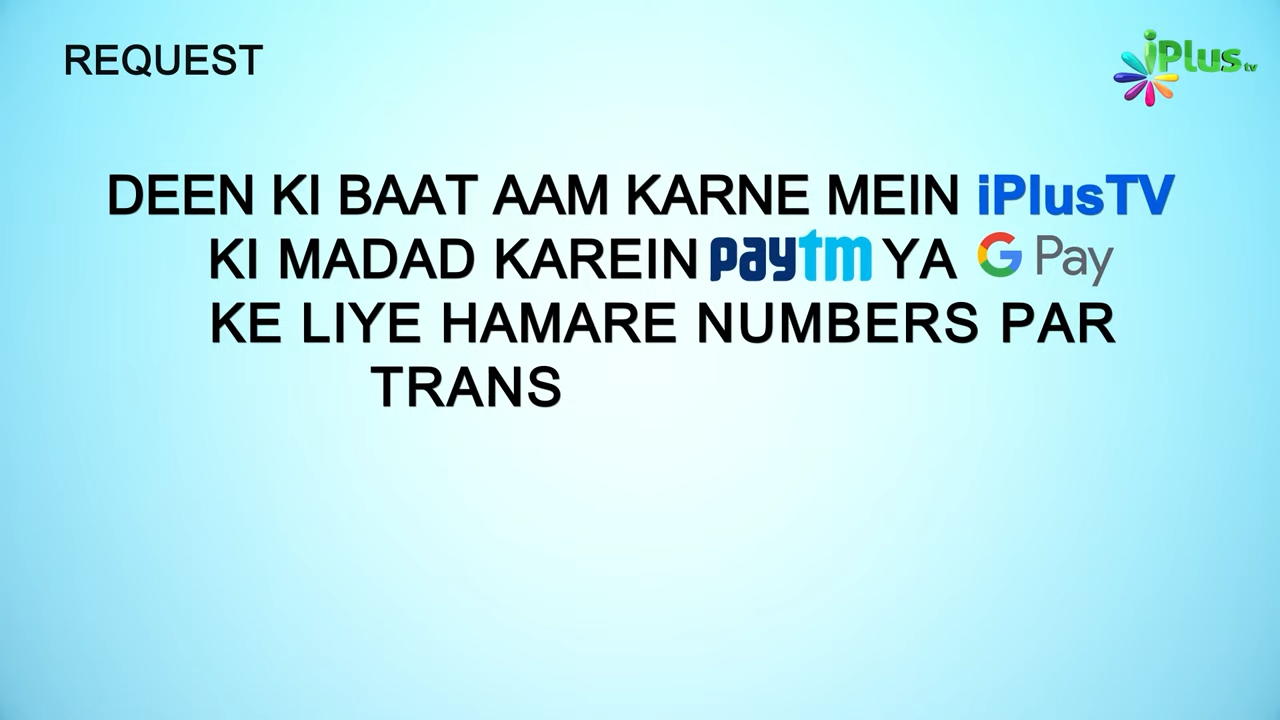 REQUEST
iPlus tv
DEEN KI BAAT AAM KARNE MEIN iPlusTV
KI MADAD KAREIN paytm YA G Pay
KE LIYE HAMARE NUMBERS PAR
TRANS